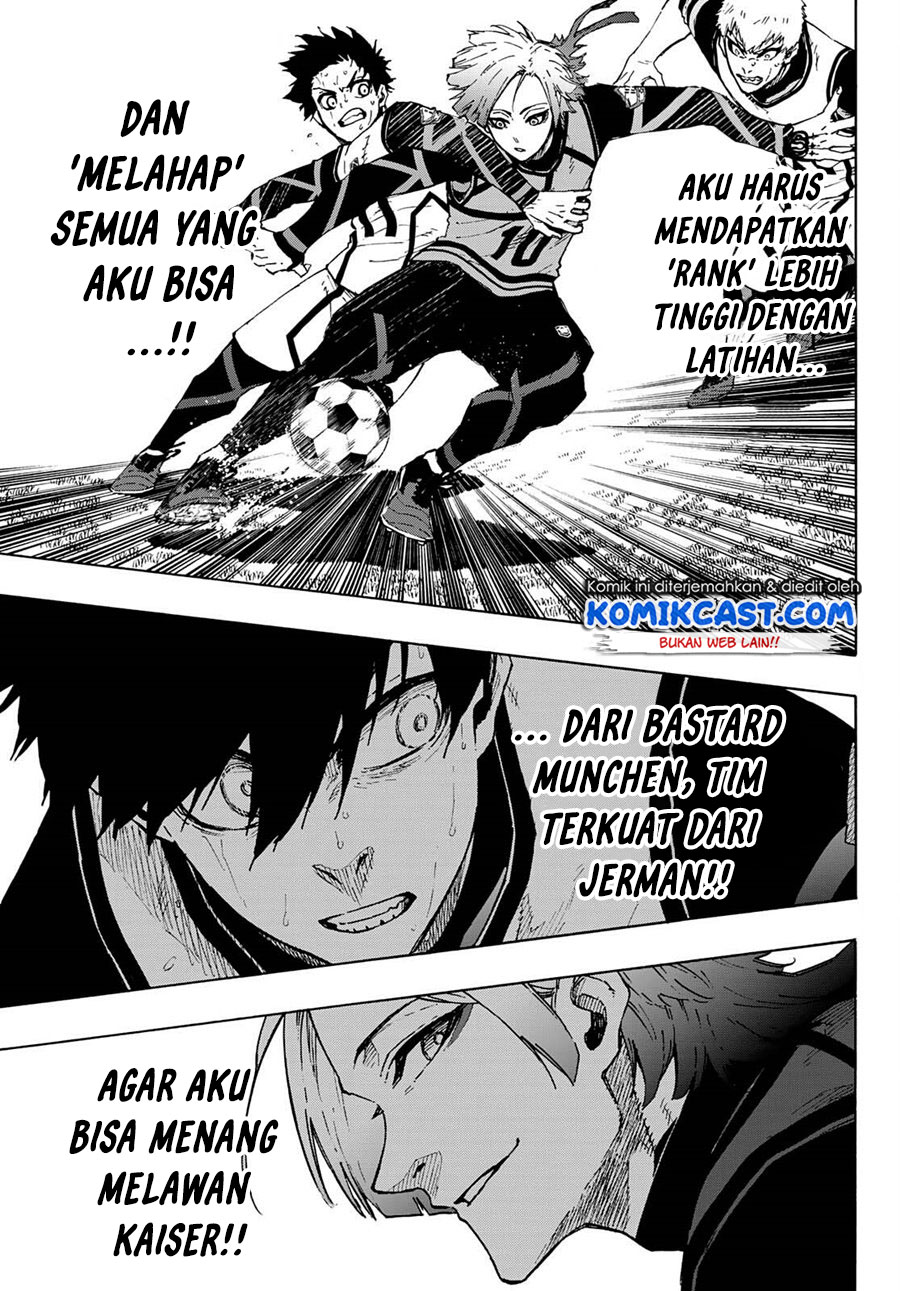 AKU HARUS
MENDAPATKAN
'RANK' LEBIH
TINGGI DENGAN
LATIHAN...
DAN
'MELAHAP'
SEMUA YANG
AKU BISA
...!!
10
Komik ini diterjemahkan & diedit oleh
KOMIKCAST.COM
BUKAN WEB LAIN!!
... DARI BASTARD
MUNCHEN, TIM
TERKUAT DARI
JERMAN!!
AGAR AKU
BISA MENANG
MELAWAN
KAISER!!